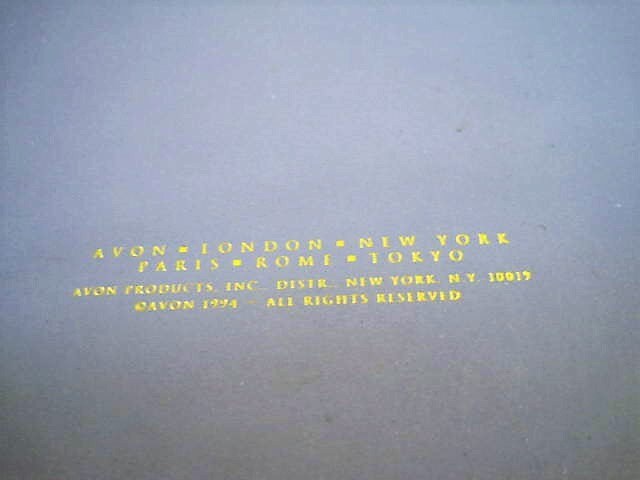 AVON ▪ LONDON ▪ NEW YORK
PARIS ▪ ROME ▪ TOKYO
AVON PRODUCTS, INC., DISTR., NEW YORK, N.Y. 10019
©AVON 1994 – ALL RIGHTS RESERVED